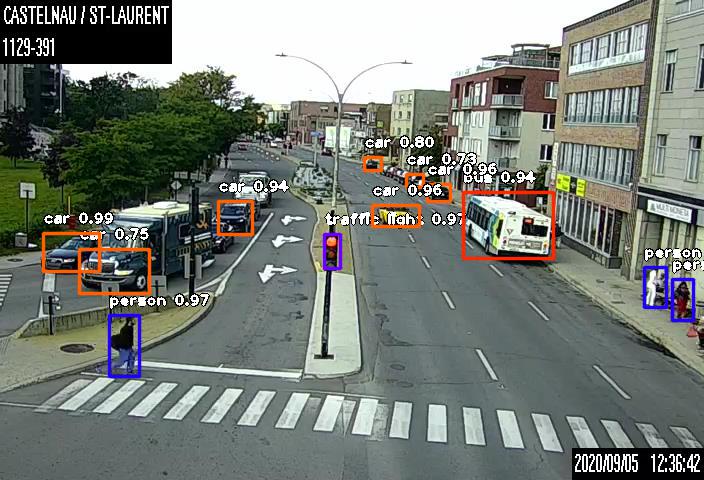 CASTELNAU / ST-LAURENT
1129-391
car 0.80
car 0.73
car 0.96
bus 0.94
car 0.94
car 0.96
traffic light 0.97
car 0.99
car 0.75
person
per
person 0.97
2020/09/05 12:36:42